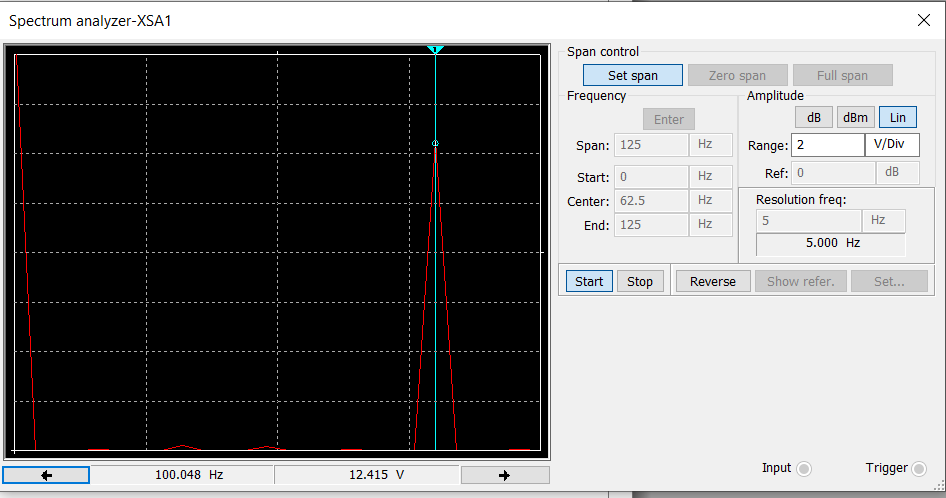 Spectrum analyzer-XSA1
1
Span control
Set span
Zero span
Full span
Frequency
Enter
Span: 125 Hz
Start: 0 Hz
Center: 62.5 Hz
End: 125 Hz
Amplitude
dB
dBm
Lin
Range: 2 V/Div
Ref: 0 dB
Resolution freq:
5 Hz
5.000 Hz
Start
Stop
Reverse
Show refer.
Set...
100.048 Hz
12.415 V
Input
Trigger